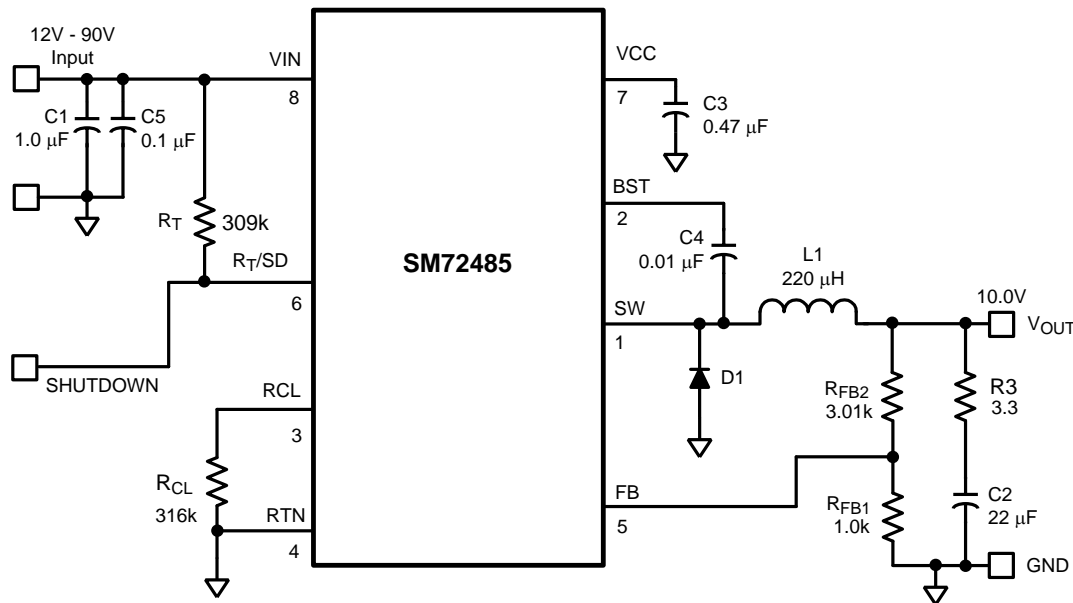 12V - 90V
Input
VIN
8
C1
1.0 μF
C5
0.1 μF
RT
309k
RT/SD
6
SHUTDOWN
RCL
3
RCL
316k
RTN
4
SM72485
VCC
7
C3
0.47 μF
BST
2
C4
0.01 μF
L1
220 μH
SW
1
D1
10.0V
VOUT
RFB2
3.01k
R3
3.3
FB
5
RFB1
1.0k
C2
22 μF
GND